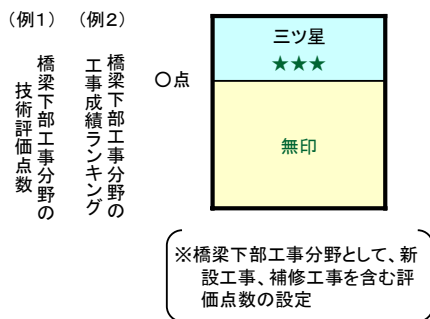 （例１）
橋梁下部工事分野の
技術評価点数
（例２）
橋梁下部工事分野の
工事成績ランキング
○点
三ツ星
★★★
無印
※橋梁下部工事分野として、新
設工事、補修工事を含む評
価点数の設定